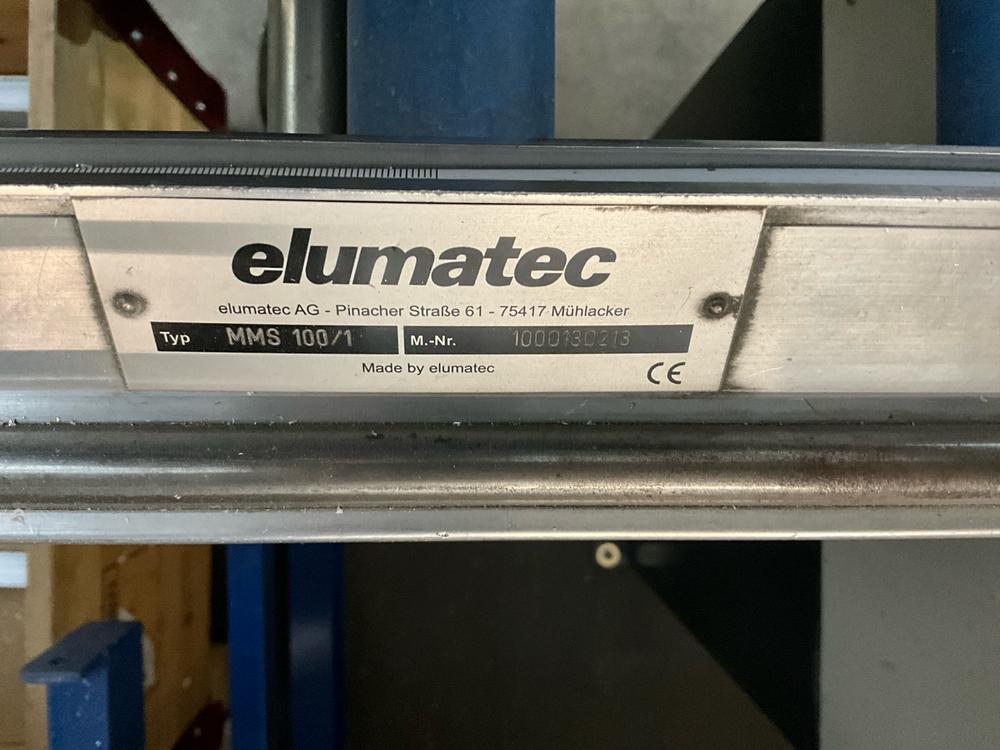 elumatec
elumatec AG - Pinacher Straße 61 - 75417 Mühlacker
Typ MMS 100/1 M.-Nr. 1000130213
Made by elumatec
CE